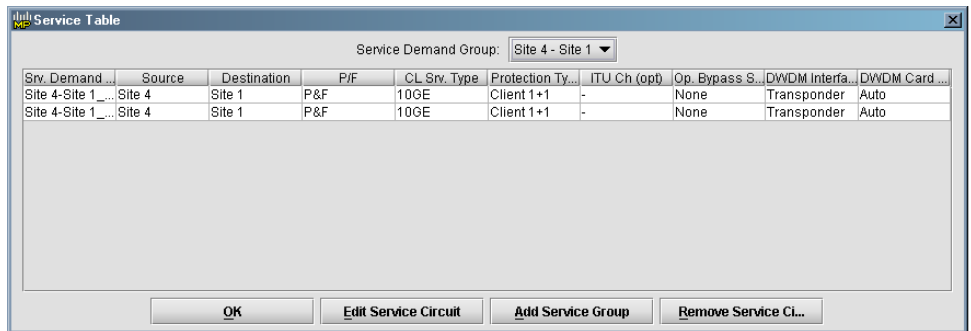 MP Service Table
Service Demand Group: Site 4 - Site 1
Srv. Demand ... Source Destination P/F CL Srv. Type Protection Ty... ITU Ch (opt) Op. Bypass S... DWDM Interfa... DWDM Card ...
Site 4-Site 1_... Site 4 Site 1 P&F 10GE Client 1+1 - None Transponder Auto
Site 4-Site 1_... Site 4 Site 1 P&F 10GE Client 1+1 - None Transponder Auto
OK Edit Service Circuit Add Service Group Remove Service Ci...